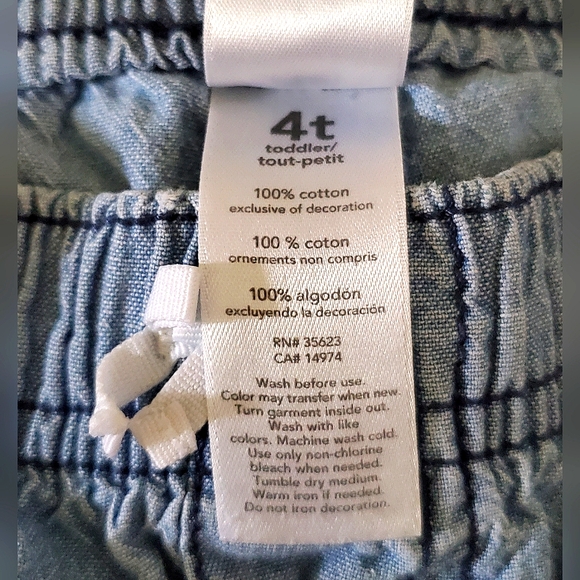 4t
toddler/
tout-petit
100% cotton
exclusive of decoration
100 % coton
ornements non compris
100% algodón
excluyendo la decoración
RN# 35623
CA# 14974
Wash before use.
Color may transfer when new.
Turn garment inside out.
Wash with like
colors. Machine wash cold.
Use only non-chlorine
bleach when needed.
Tumble dry medium.
Warm iron if needed.
Do not iron decoration.